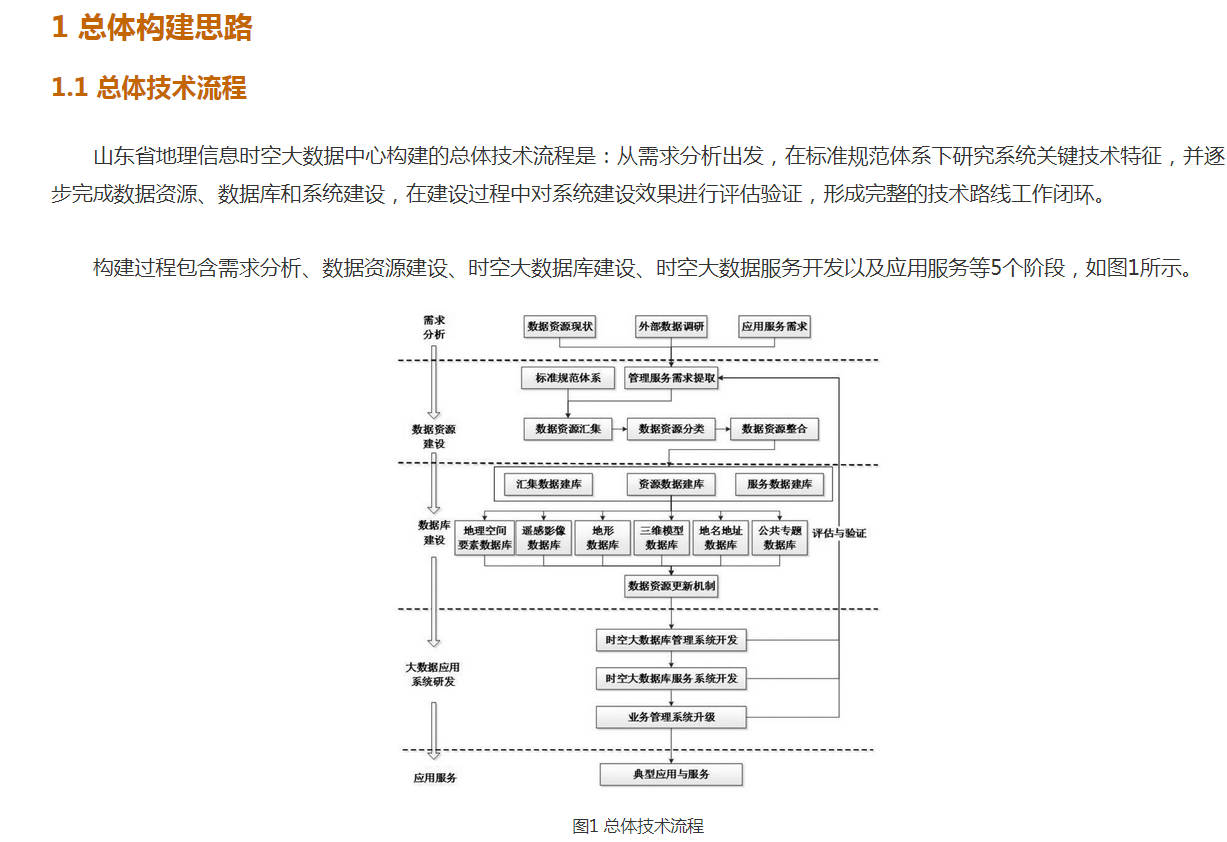 1 总体构建思路
1.1 总体技术流程
山东省地理信息时空大数据中心构建的总体技术流程是：从需求分析出发，在标准规范体系下研究系统关键技术特征，并逐
步完成数据资源、数据库和系统建设，在建设过程中对系统建设效果进行评估验证，形成完整的技术路线工作闭环。
构建过程包含需求分析、数据资源建设、时空大数据库建设、时空大数据服务开发以及应用服务等5个阶段，如图1所示。
需求
分析
数据资源现状
外部数据调研
应用服务需求
标准规范体系
管理服务需求提取
数据资源
建设
数据资源汇集
数据资源分类
数据资源整合
汇集数据建库
资源数据建库
服务数据建库
数据库
建设
地理空间
要素数据库
遥感影像
数据库
地形
数据库
三维模型
数据库
地名地址
数据库
公共专题
数据库
评估与验证
数据资源更新机制
大数据应用
系统研发
时空大数据库管理系统开发
时空大数据库服务系统开发
业务管理系统升级
应用服务
典型应用与服务
图1 总体技术流程